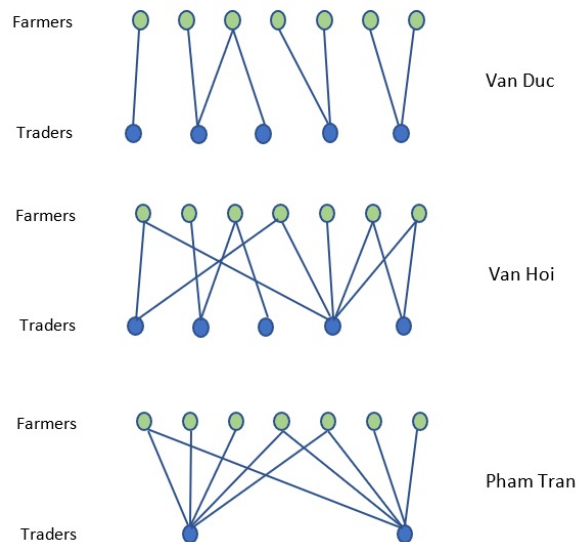 Farmers
Van Duc
Traders
Farmers
Van Hoi
Traders
Farmers
Pham Tran
Traders